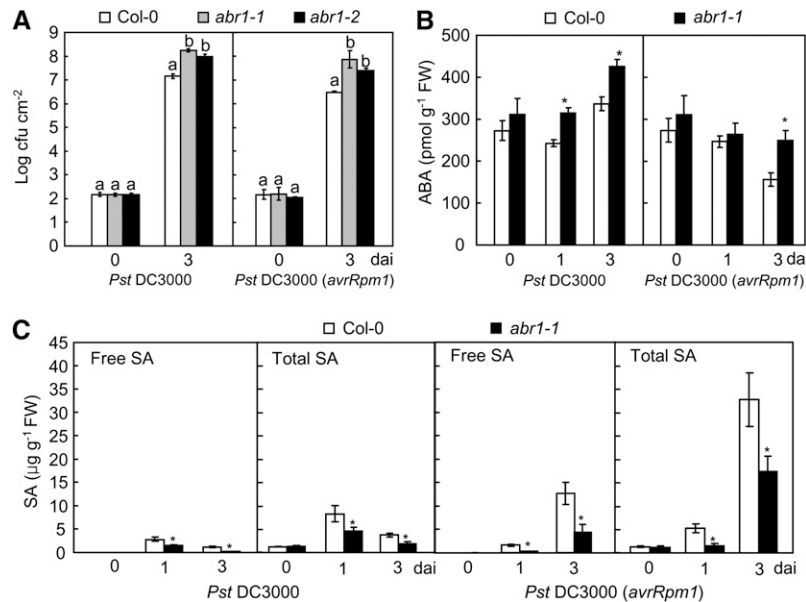 A
Col-0 abr1-1 abr1-2
9
8
7
6
5
4
3
2
1
0
Log cfu cm-2
a a a
a b b
a a a
a b b
0 3 0 3 dai
Pst DC3000 Pst DC3000 (avrRpm1)
B
Col-0 abr1-1
500
400
300
200
100
0
ABA (pmol g-1 FW)
* * *
0 1 3 0 1 3 dai
Pst DC3000 Pst DC3000 (avrRpm1)
C
Col-0 abr1-1
45
40
35
30
25
20
15
10
5
0
SA (µg g-1 FW)
Free SA Total SA Free SA Total SA
* * * * * * * *
0 1 3 0 1 3 dai 0 1 3 0 1 3 dai
Pst DC3000 Pst DC3000 (avrRpm1)